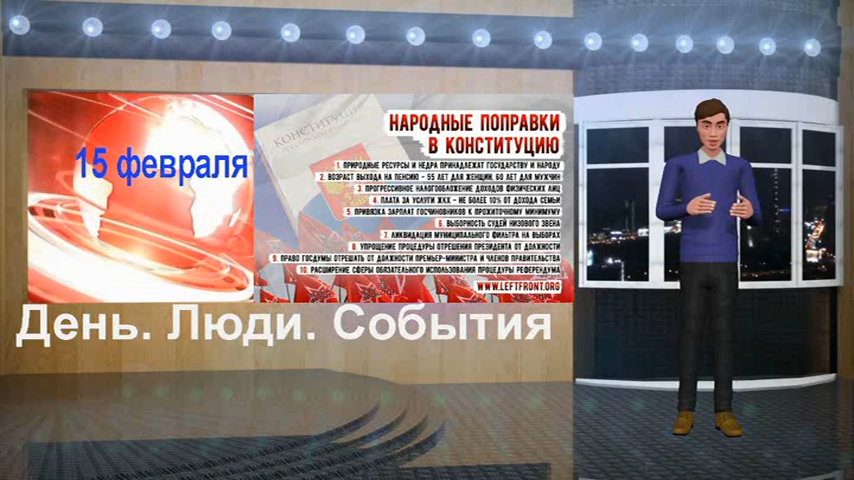 15 февраля
КОНСТИТУЦИЯ
НАРОДНЫЕ ПОПРАВКИ
В КОНСТИТУЦИЮ
1. ПРИРОДНЫЕ РЕСУРСЫ И НЕДРА ПРИНАДЛЕЖАТ ГОСУДАРСТВУ И НАРОДУ
2. ВОЗРАСТ ВЫХОДА НА ПЕНСИЮ - 55 ЛЕТ ДЛЯ ЖЕНЩИН, 60 ЛЕТ ДЛЯ МУЖЧИН
3. ПРОГРЕССИВНОЕ НАЛОГООБЛОЖЕНИЕ ДОХОДОВ ФИЗИЧЕСКИХ ЛИЦ
4. ПЛАТА ЗА УСЛУГИ ЖКХ - НЕ БОЛЕЕ 10% ОТ ДОХОДА СЕМЬИ
5. ПРИВЯЗКА ЗАРПЛАТ ГОСЧИНОВНИКОВ К ПРОЖИТОЧНОМУ МИНИМУМУ
6. ВЫБОРНОСТЬ СУДЕЙ НИЗОВОГО ЗВЕНА
7. ЛИКВИДАЦИЯ МУНИЦИПАЛЬНОГО ФИЛЬТРА НА ВЫБОРАХ
8. УПРОЩЕНИЕ ПРОЦЕДУРЫ ОТРЕШЕНИЯ ПРЕЗИДЕНТА ОТ ДОЛЖНОСТИ
9. ПРАВО ГОСДУМЫ ОТРЕШАТЬ ОТ ДОЛЖНОСТИ ПРЕМЬЕР-МИНИСТРА И ЧЛЕНОВ ПРАВИТЕЛЬСТВА
10. РАСШИРЕНИЕ СФЕРЫ ОБЯЗАТЕЛЬНОГО ИСПОЛЬЗОВАНИЯ ПРОЦЕДУРЫ РЕФЕРЕНДУМА
WWW.LEFTFRONT.ORG
День. Люди. События